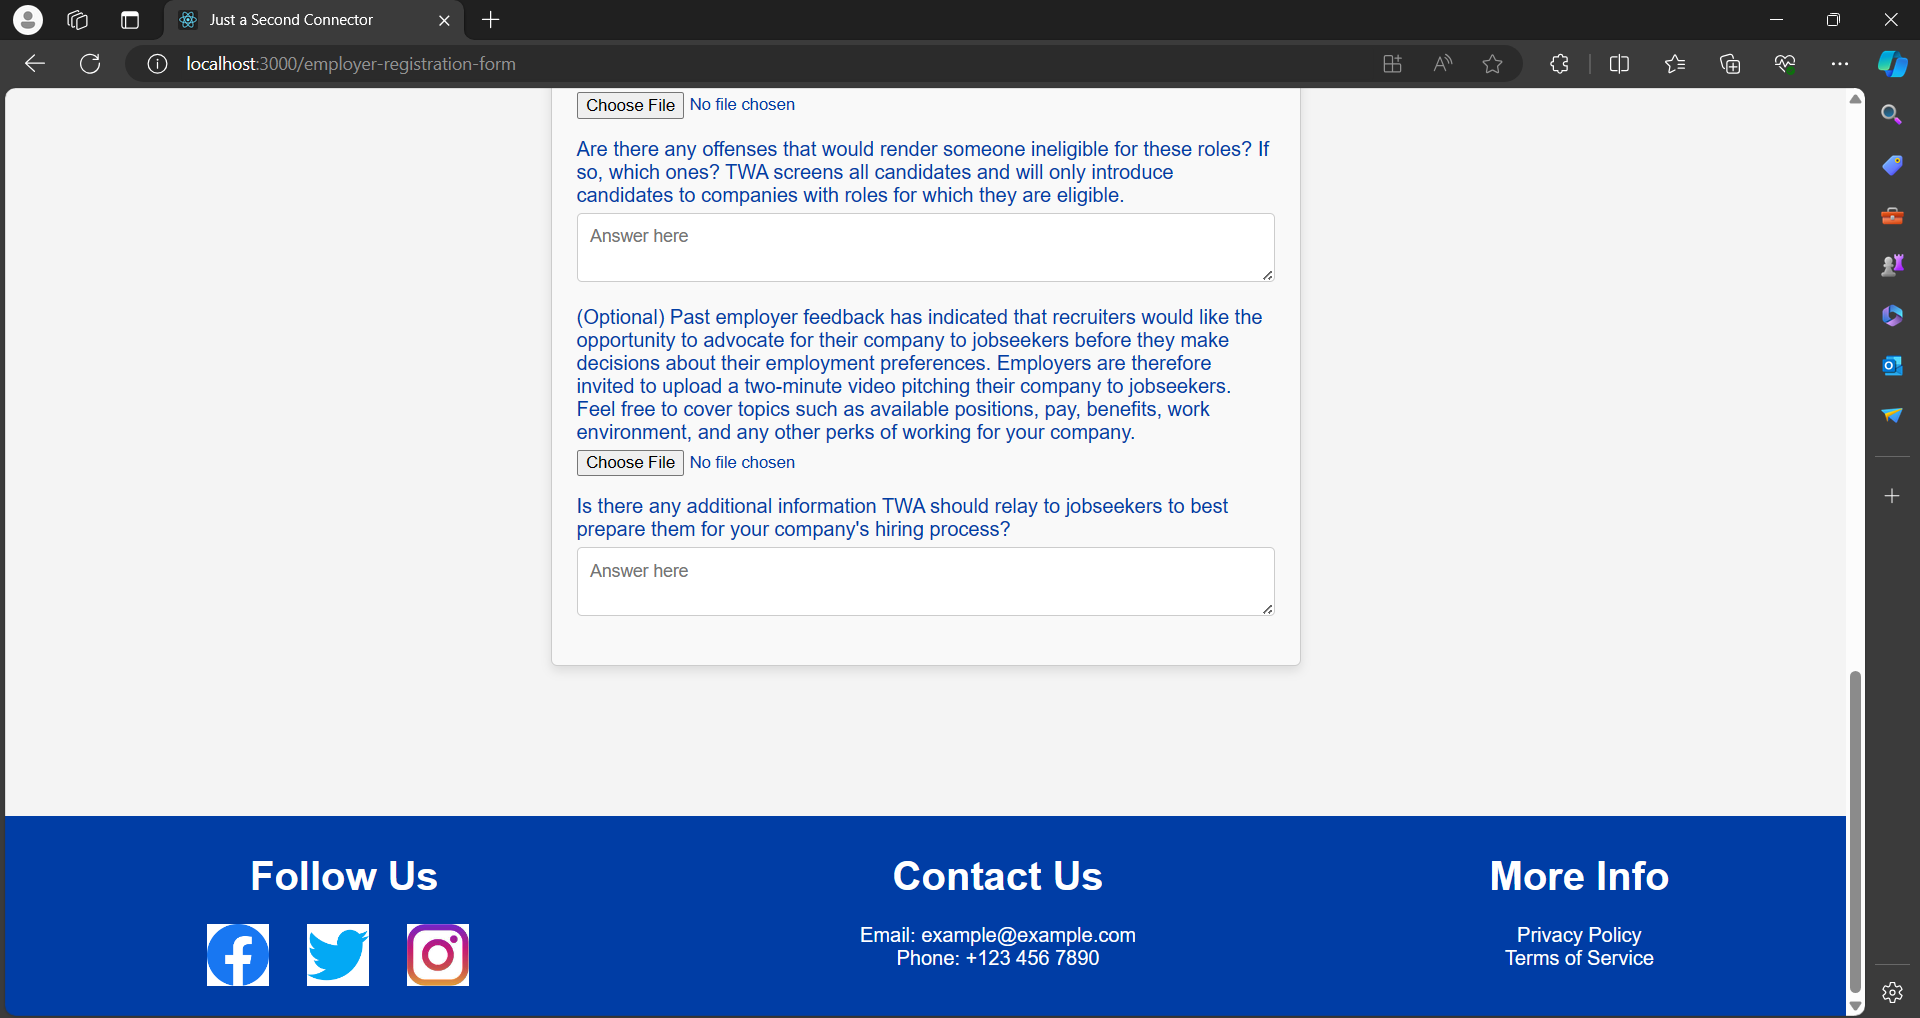 Just a Second Connector
localhost:3000/employer-registration-form
Choose File No file chosen
Are there any offenses that would render someone ineligible for these roles? If
so, which ones? TWA screens all candidates and will only introduce
candidates to companies with roles for which they are eligible.
Answer here
(Optional) Past employer feedback has indicated that recruiters would like the
opportunity to advocate for their company to jobseekers before they make
decisions about their employment preferences. Employers are therefore
invited to upload a two-minute video pitching their company to jobseekers.
Feel free to cover topics such as available positions, pay, benefits, work
environment, and any other perks of working for your company.
Choose File No file chosen
Is there any additional information TWA should relay to jobseekers to best
prepare them for your company's hiring process?
Answer here
Follow Us
Contact Us
Email: example@example.com
Phone: +123 456 7890
More Info
Privacy Policy
Terms of Service